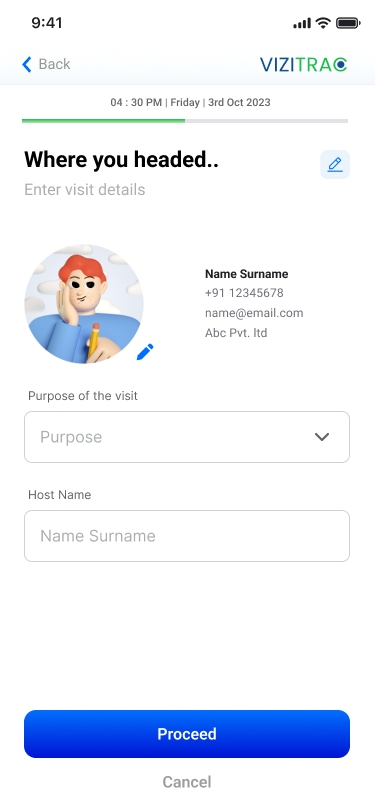 9:41
Back
VIZITRAC
04 : 30 PM | Friday | 3rd Oct 2023
Where you headed..
Enter visit details
Name Surname
+91 12345678
name@email.com
Abc Pvt. ltd
Purpose of the visit
Purpose
Host Name
Name Surname
Proceed
Cancel